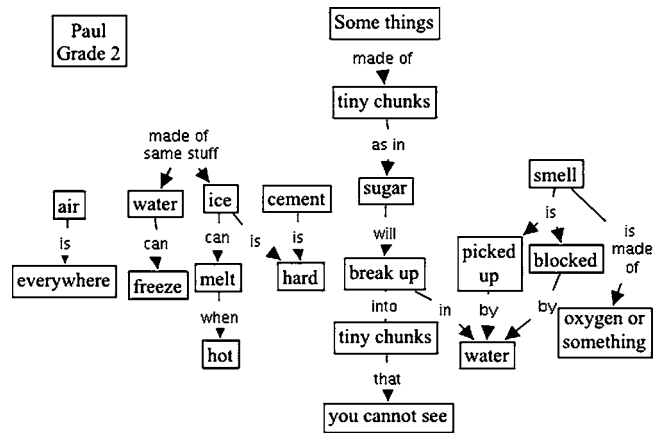 Paul
Grade 2
Some things
made of
tiny chunks
as in
sugar
will
break up
into
in
tiny chunks
that
you cannot see
made of
same stuff
air
is
everywhere
water
can
freeze
ice
can
is
melt
when
hot
cement
is
hard
smell
is
is
made
of
picked
up
blocked
by
by
water
oxygen or
something